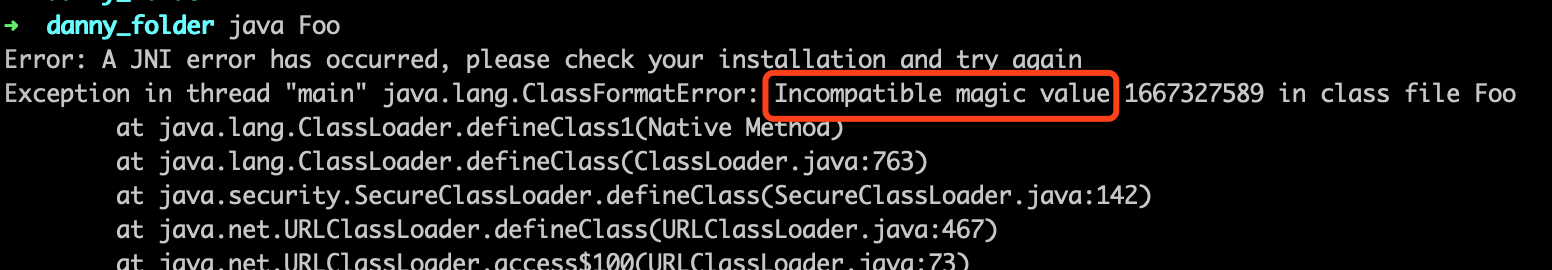 danny_folder
→ danny_folder java Foo
Error: A JNI error has occurred, please check your installation and try again
Exception in thread "main" java.lang.ClassFormatError: Incompatible magic value 1667327589 in class file Foo
at java.lang.ClassLoader.defineClass1(Native Method)
at java.lang.ClassLoader.defineClass(ClassLoader.java:763)
at java.security.SecureClassLoader.defineClass(SecureClassLoader.java:142)
at java.net.URLClassLoader.defineClass(URLClassLoader.java:467)
at java.net.URLClassLoader.access$100(URLClassLoader.java:73)